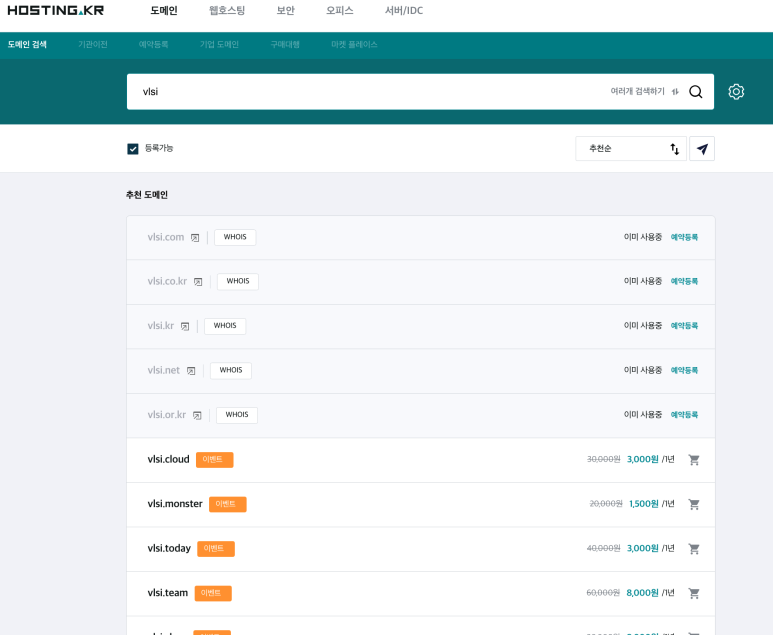 HOSTING.KR 도메인 웹호스팅 보안 오피스 서버/IDC
도메인 검색 기관이전 예약등록 기업 도메인 구매대행 마켓 플레이스
vlsi 여러개 검색하기
등록가능 추천순
추천 도메인
vlsi.com WHOIS 이미 사용중 예약등록
vlsi.co.kr WHOIS 이미 사용중 예약등록
vlsi.kr WHOIS 이미 사용중 예약등록
vlsi.net WHOIS 이미 사용중 예약등록
vlsi.or.kr WHOIS 이미 사용중 예약등록
vlsi.cloud 이벤트 30,000원 3,000원 /1년
vlsi.monster 이벤트 20,000원 1,500원 /1년
vlsi.today 이벤트 40,000원 3,000원 /1년
vlsi.team 이벤트 60,000원 8,000원 /1년